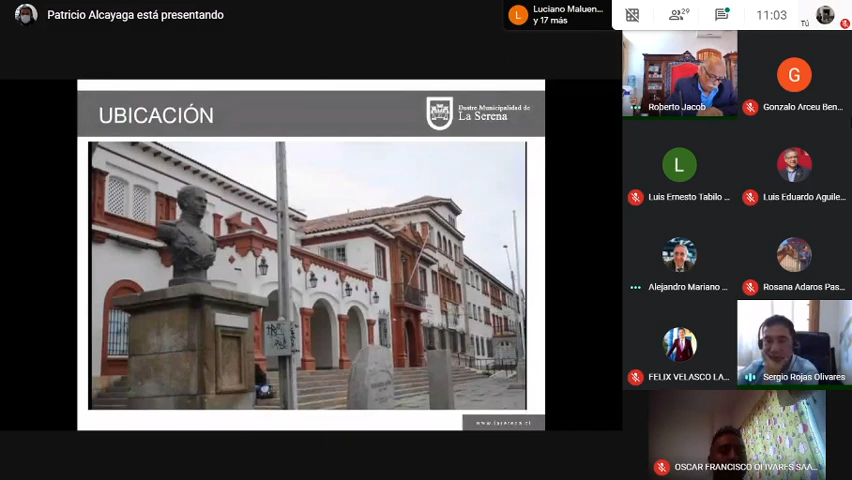 Patricio Alcayaga está presentando
L
Luciano Maluen...
y 17 más
29
11:03
Tú
UBICACIÓN
Ilustre Municipalidad de
La Serena
www.laserena.cl
Roberto Jacob
G
Gonzalo Arceu Ben...
L
Luis Ernesto Tabilo ...
Luis Eduardo Aguile...
Alejandro Mariano ...
Rosana Adaros Pas...
FELIX VELASCO LA...
Sergio Rojas Olivares
OSCAR FRANCISCO OLIVARES SAA...